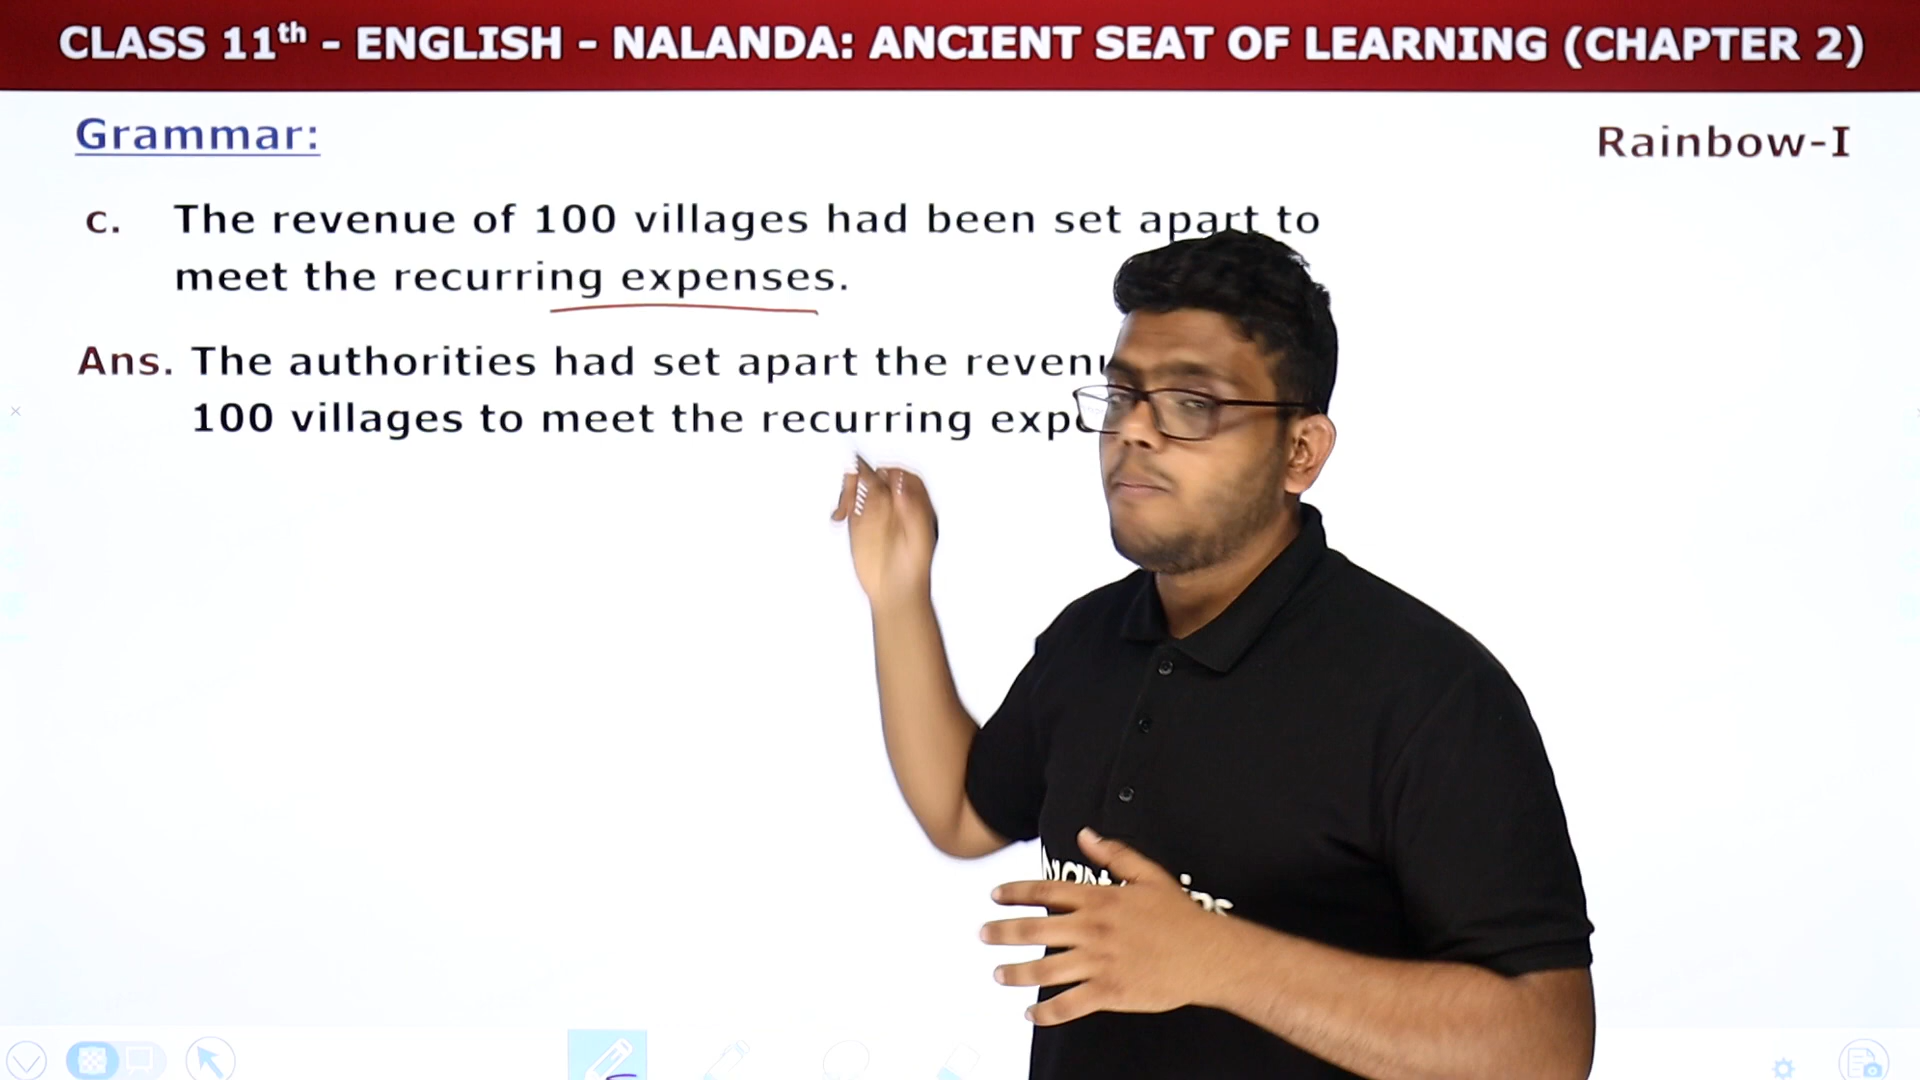 CLASS 11th - ENGLISH - NALANDA: ANCIENT SEAT OF LEARNING (CHAPTER 2)
Grammar:
Rainbow-I
c. The revenue of 100 villages had been set apart to
meet the recurring expenses.
Ans. The authorities had set apart the
100 villages to meet the recurring